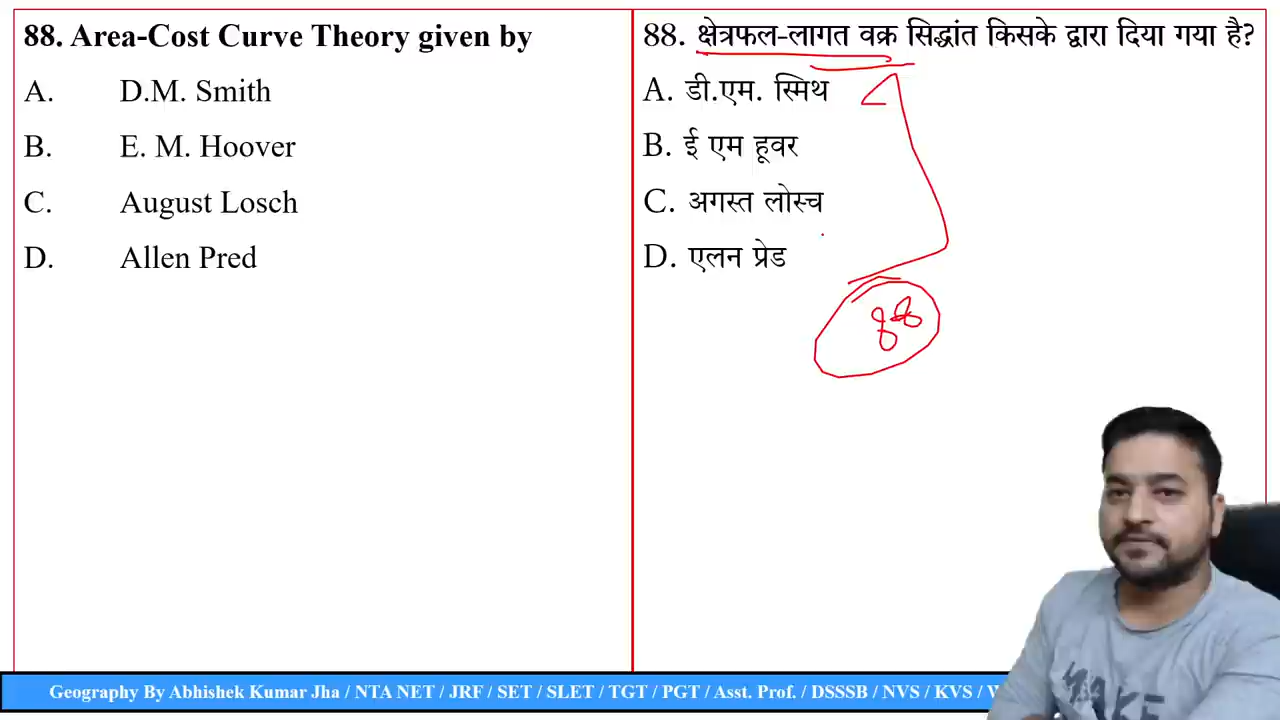 88. Area-Cost Curve Theory given by
A. D.M. Smith
B. E. M. Hoover
C. August Losch
D. Allen Pred
88. क्षेत्रफल-लागत वक्र सिद्धांत किसके द्वारा दिया गया है?
A. डी.एम. स्मिथ
B. ई एम हूवर
C. अगस्त लोस्च
D. एलन प्रेड
88
Geography By Abhishek Kumar Jha / NTA NET / JRF / SET / SLET / TGT / PGT / Asst. Prof. / DSSSB / NVS / KVS /